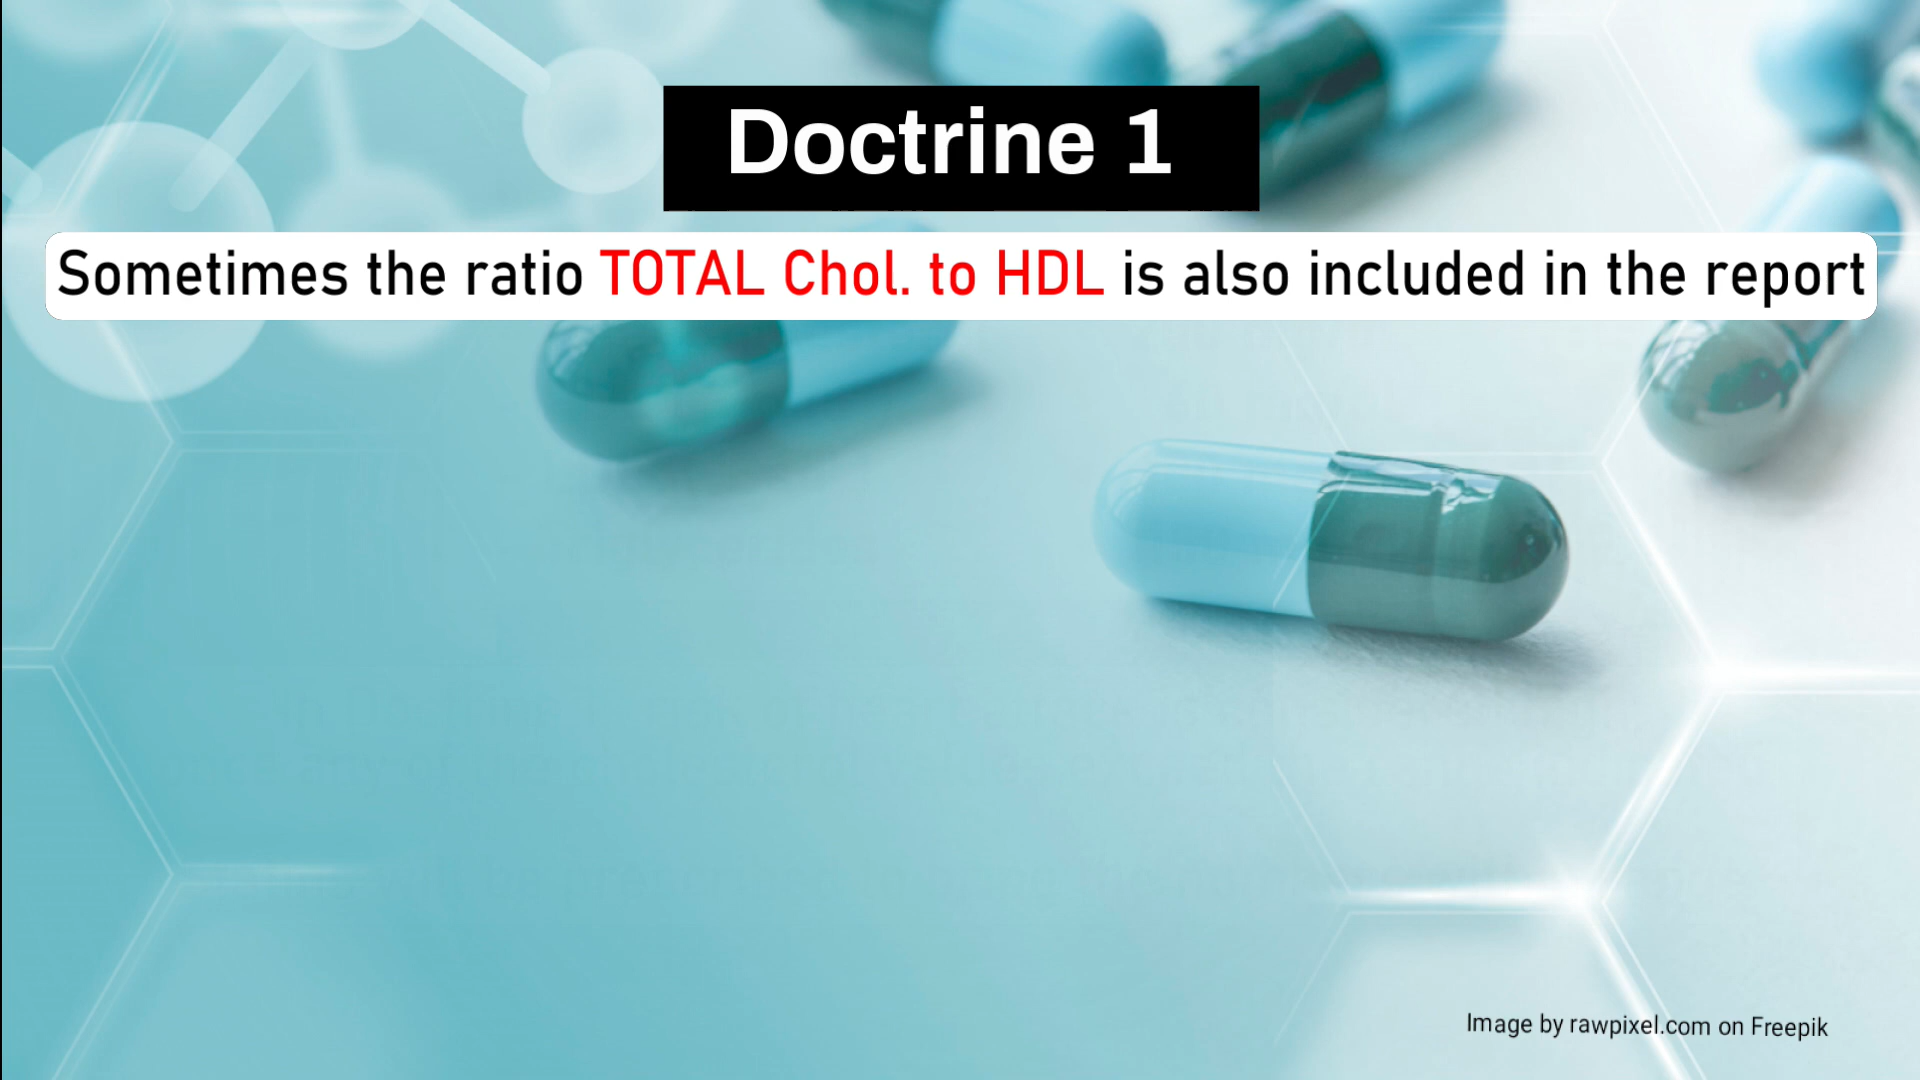 Doctrine 1
Sometimes the ratio TOTAL Chol. to HDL is also included in the report
Image by rawpixel.com on Freepik